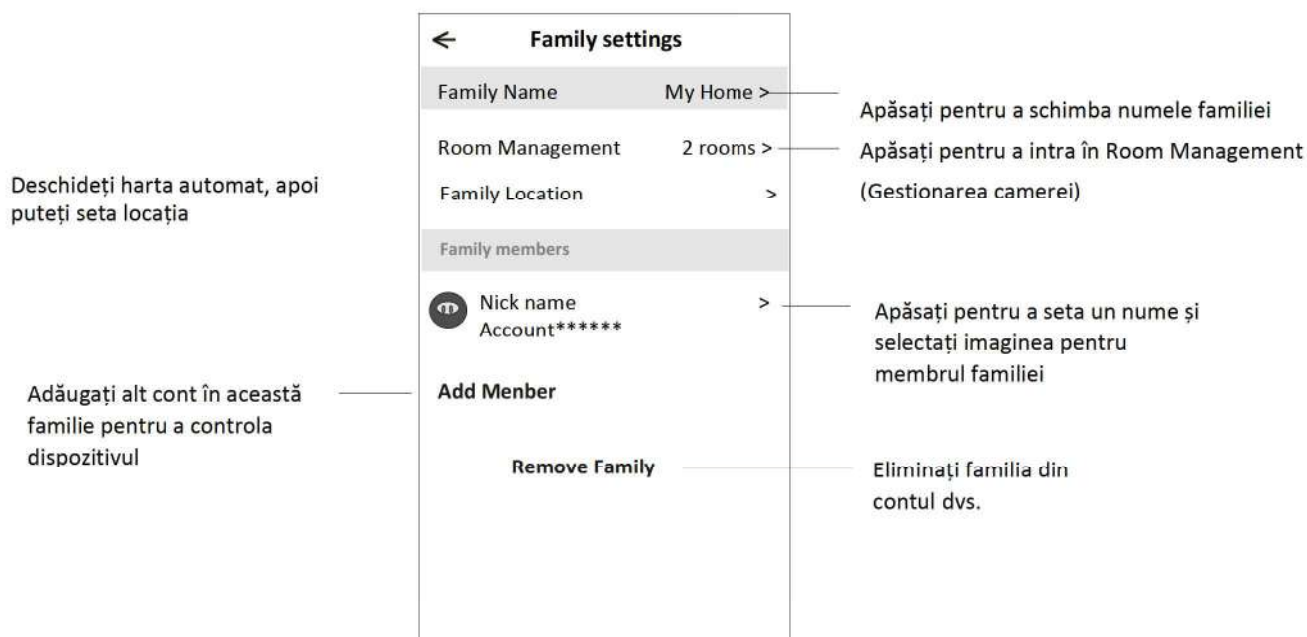 Family settings
Family Name My Home >
Apăsați pentru a schimba numele familiei
Room Management 2 rooms >
Apăsați pentru a intra în Room Management
(Gestionarea camerei)
Deschideți harta automat, apoi
puteți seta locația
Family Location >
Family members
Nick name >
Account******
Apăsați pentru a seta un nume și
selectați imaginea pentru
membrul familiei
Add Menber
Adăugați alt cont în această
familie pentru a controla
dispozitivul
Remove Family
Eliminați familia din
contul dvs.